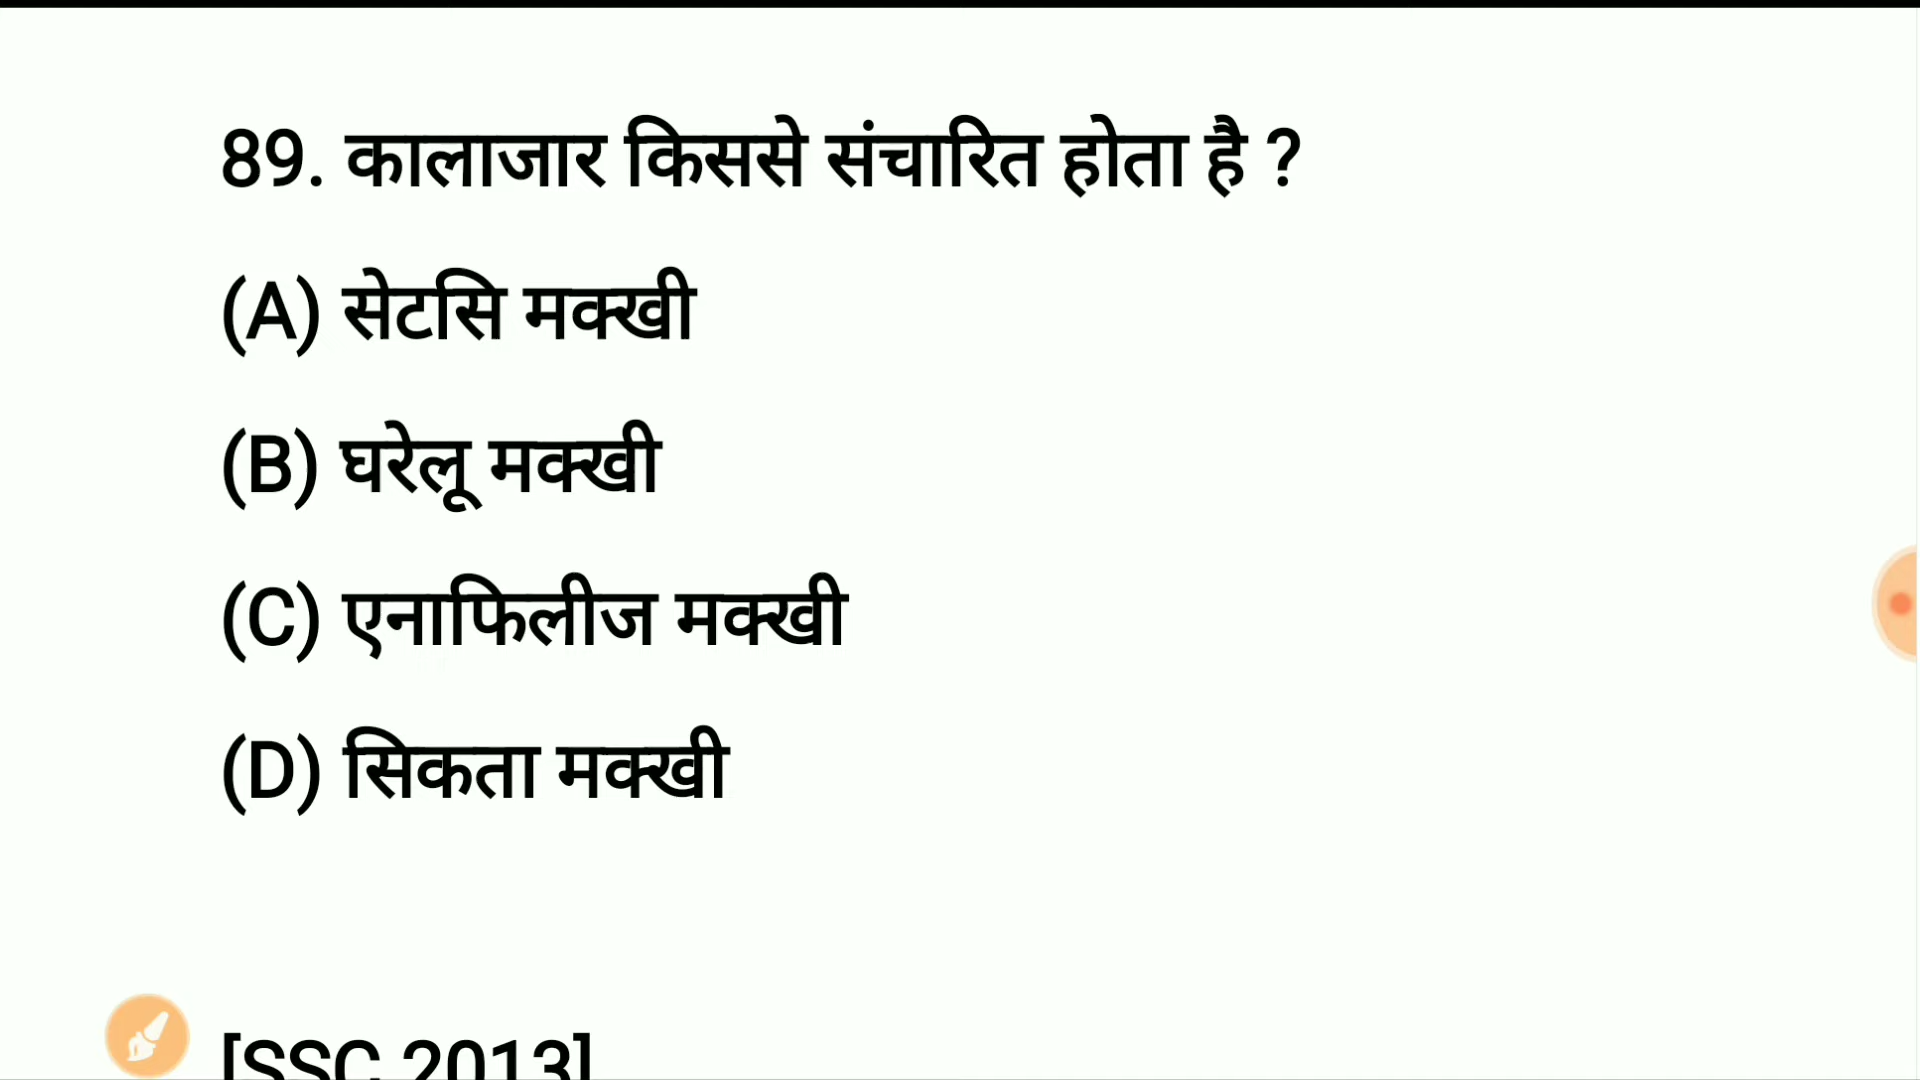 89. कालाजार किससे संचारित होता है ?
(A) सेटसि मक्खी
(B) घरेलू मक्खी
(C) एनाफिलीज मक्खी
(D) सिकता मक्खी
[SSC 2013]